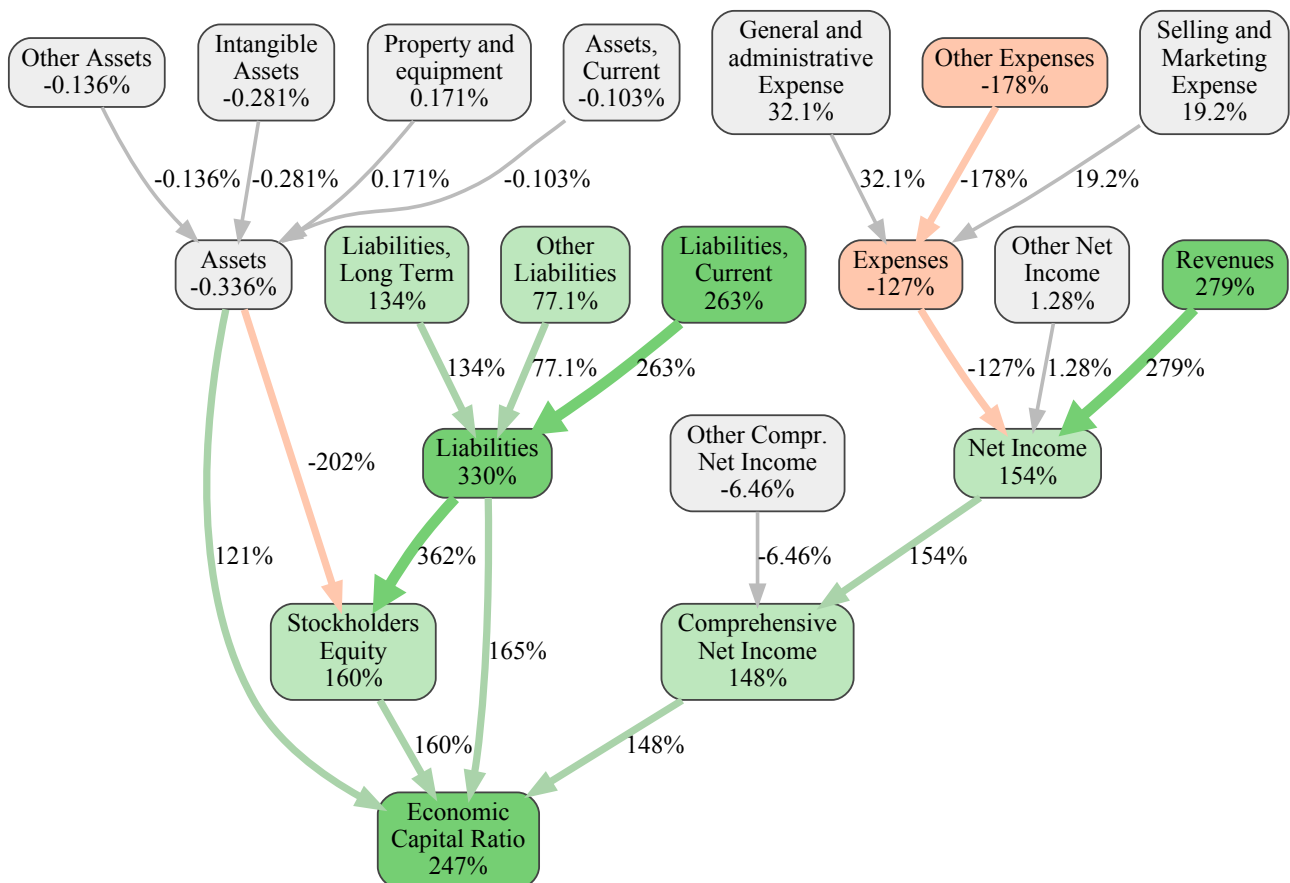 Other Assets
-0.136%
Intangible
Assets
-0.281%
Property and
equipment
0.171%
Assets,
Current
-0.103%
General and
administrative
Expense
32.1%
Other Expenses
-178%
Selling and
Marketing
Expense
19.2%
-0.136%
-0.281%
0.171%
-0.103%
32.1%
-178%
19.2%
Assets
-0.336%
Liabilities,
Long Term
134%
Other
Liabilities
77.1%
Liabilities,
Current
263%
Expenses
-127%
Other Net
Income
1.28%
Revenues
279%
134%
77.1%
263%
-127%
1.28%
279%
-202%
Liabilities
330%
Other Compr.
Net Income
-6.46%
Net Income
154%
121%
362%
-6.46%
154%
Stockholders
Equity
160%
165%
Comprehensive
Net Income
148%
160%
148%
Economic
Capital Ratio
247%